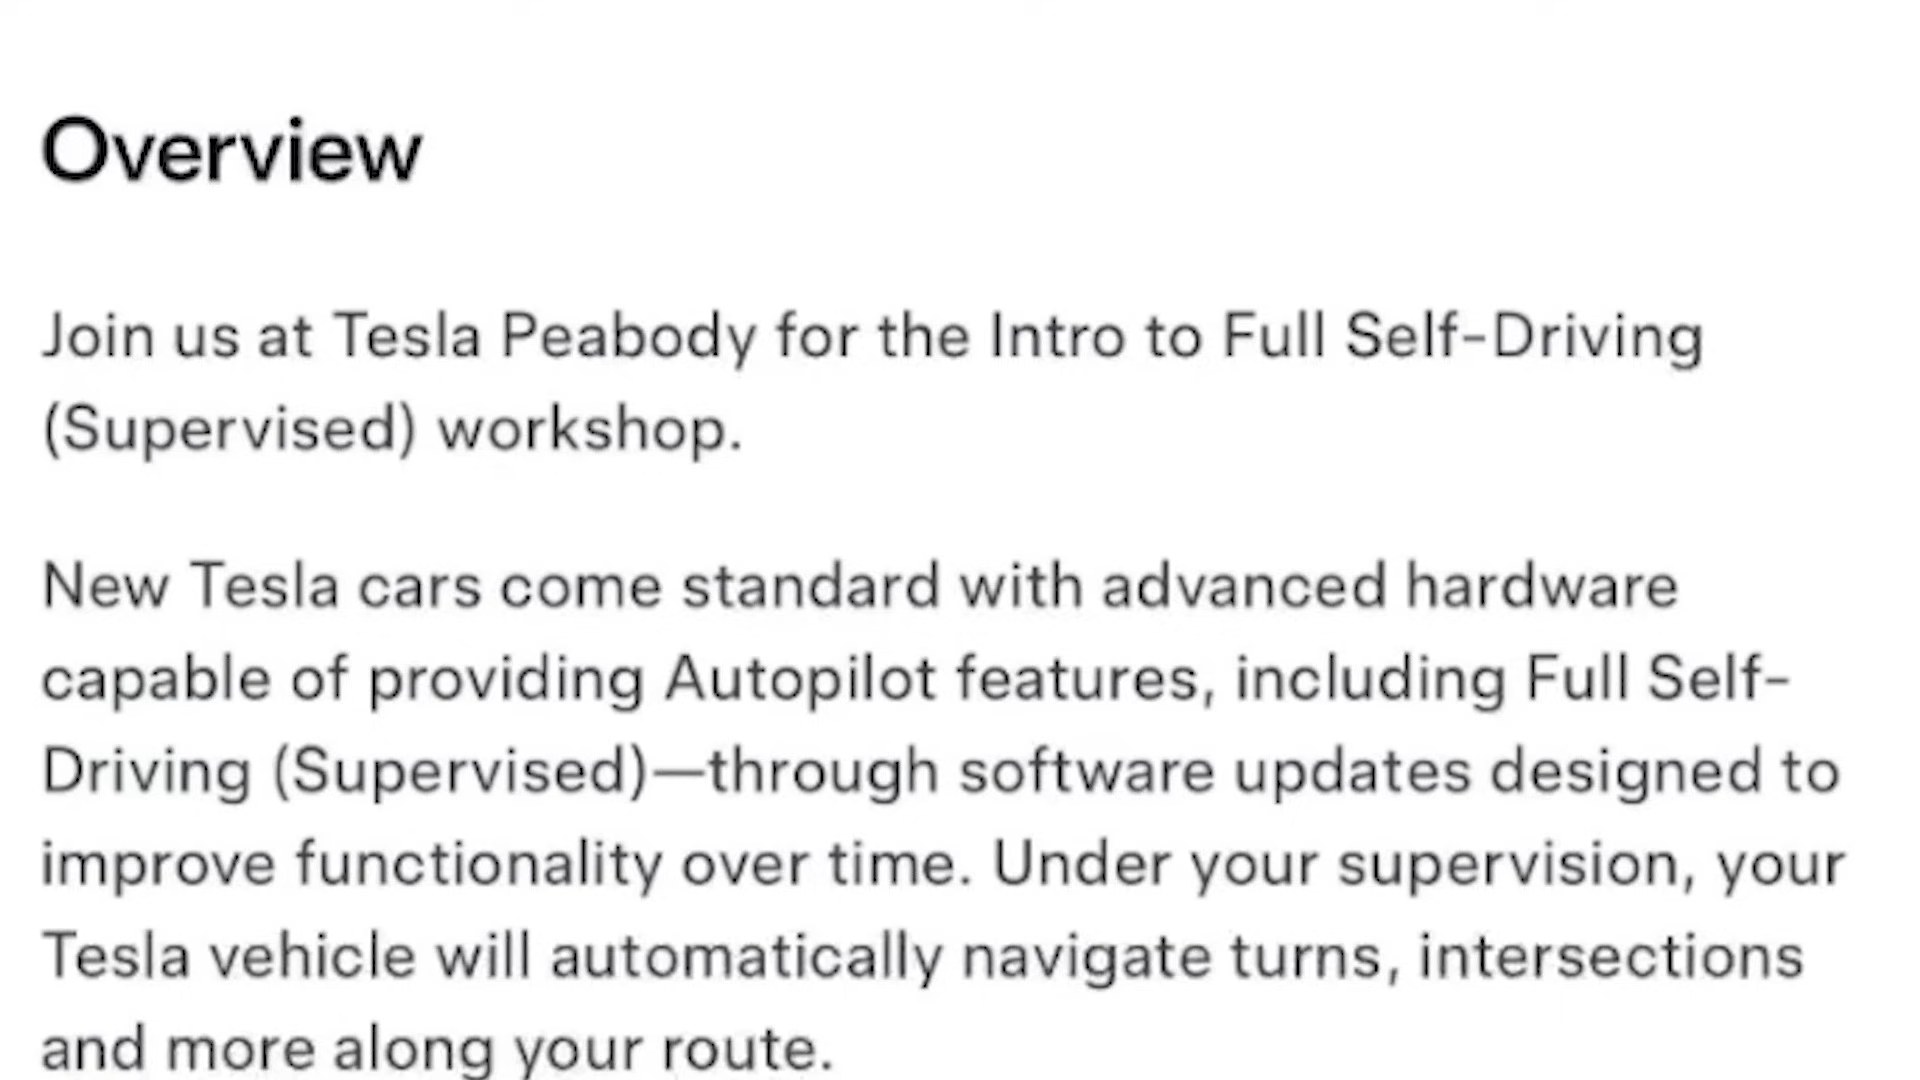 Overview
Join us at Tesla Peabody for the Intro to Full Self-Driving
(Supervised) workshop.
New Tesla cars come standard with advanced hardware
capable of providing Autopilot features, including Full Self-
Driving (Supervised)—through software updates designed to
improve functionality over time. Under your supervision, your
Tesla vehicle will automatically navigate turns, intersections
and more along your route.